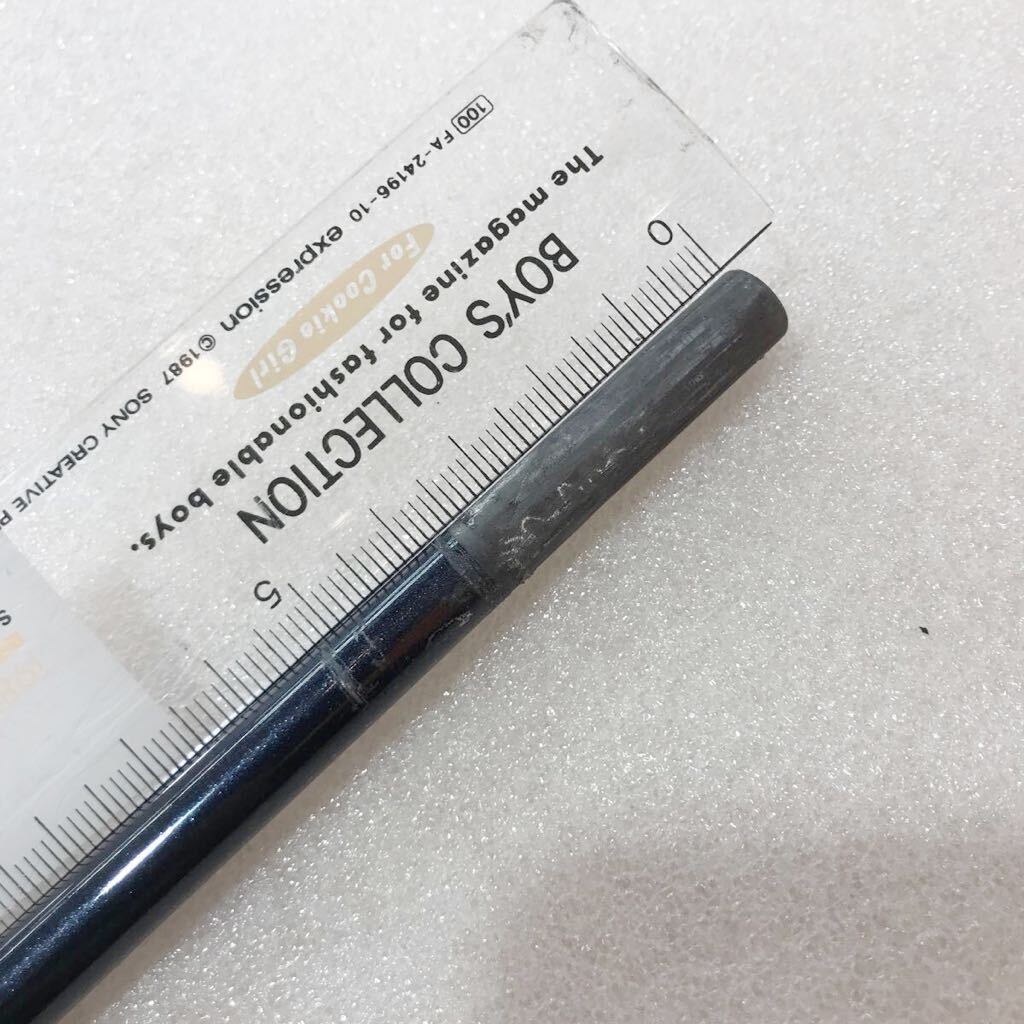 0
5
BOY'S COLLECTION
The magazine for fashionable boys.
For Cookie Girl
100 FA-24196-10 expression ©1987 SONY CREATIVE